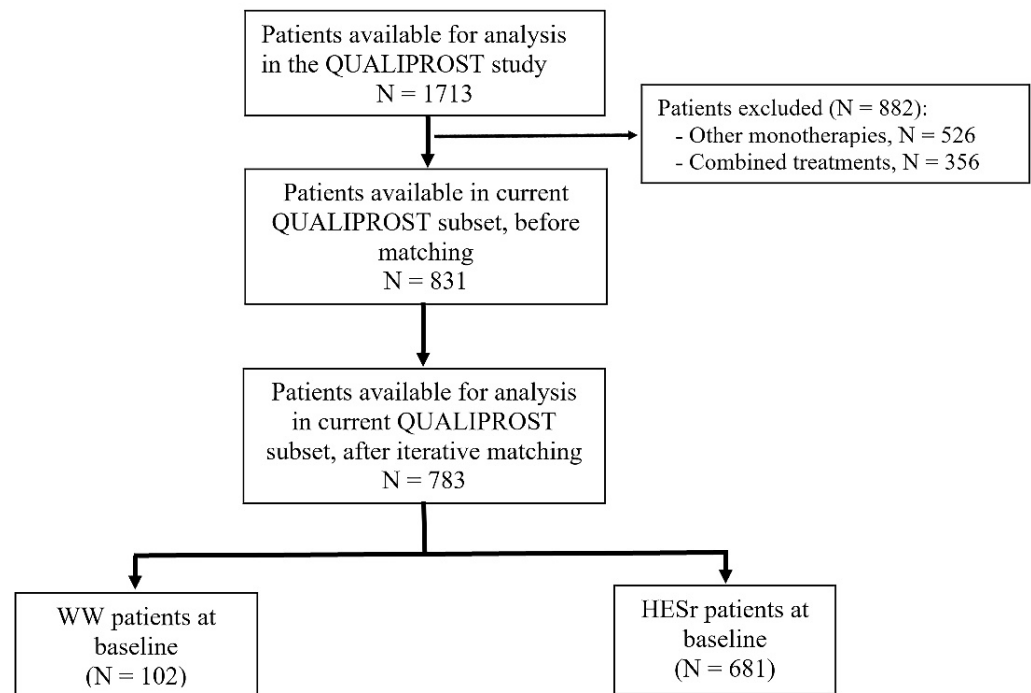 Patients available for analysis
in the QUALIPROST study
N = 1713
Patients excluded (N = 882):
- Other monotherapies, N = 526
- Combined treatments, N = 356
Patients available in current
QUALIPROST subset, before
matching
N = 831
Patients available for analysis
in current QUALIPROST
subset, after iterative matching
N = 783
WW patients at
baseline
(N = 102)
HESr patients at
baseline
(N = 681)